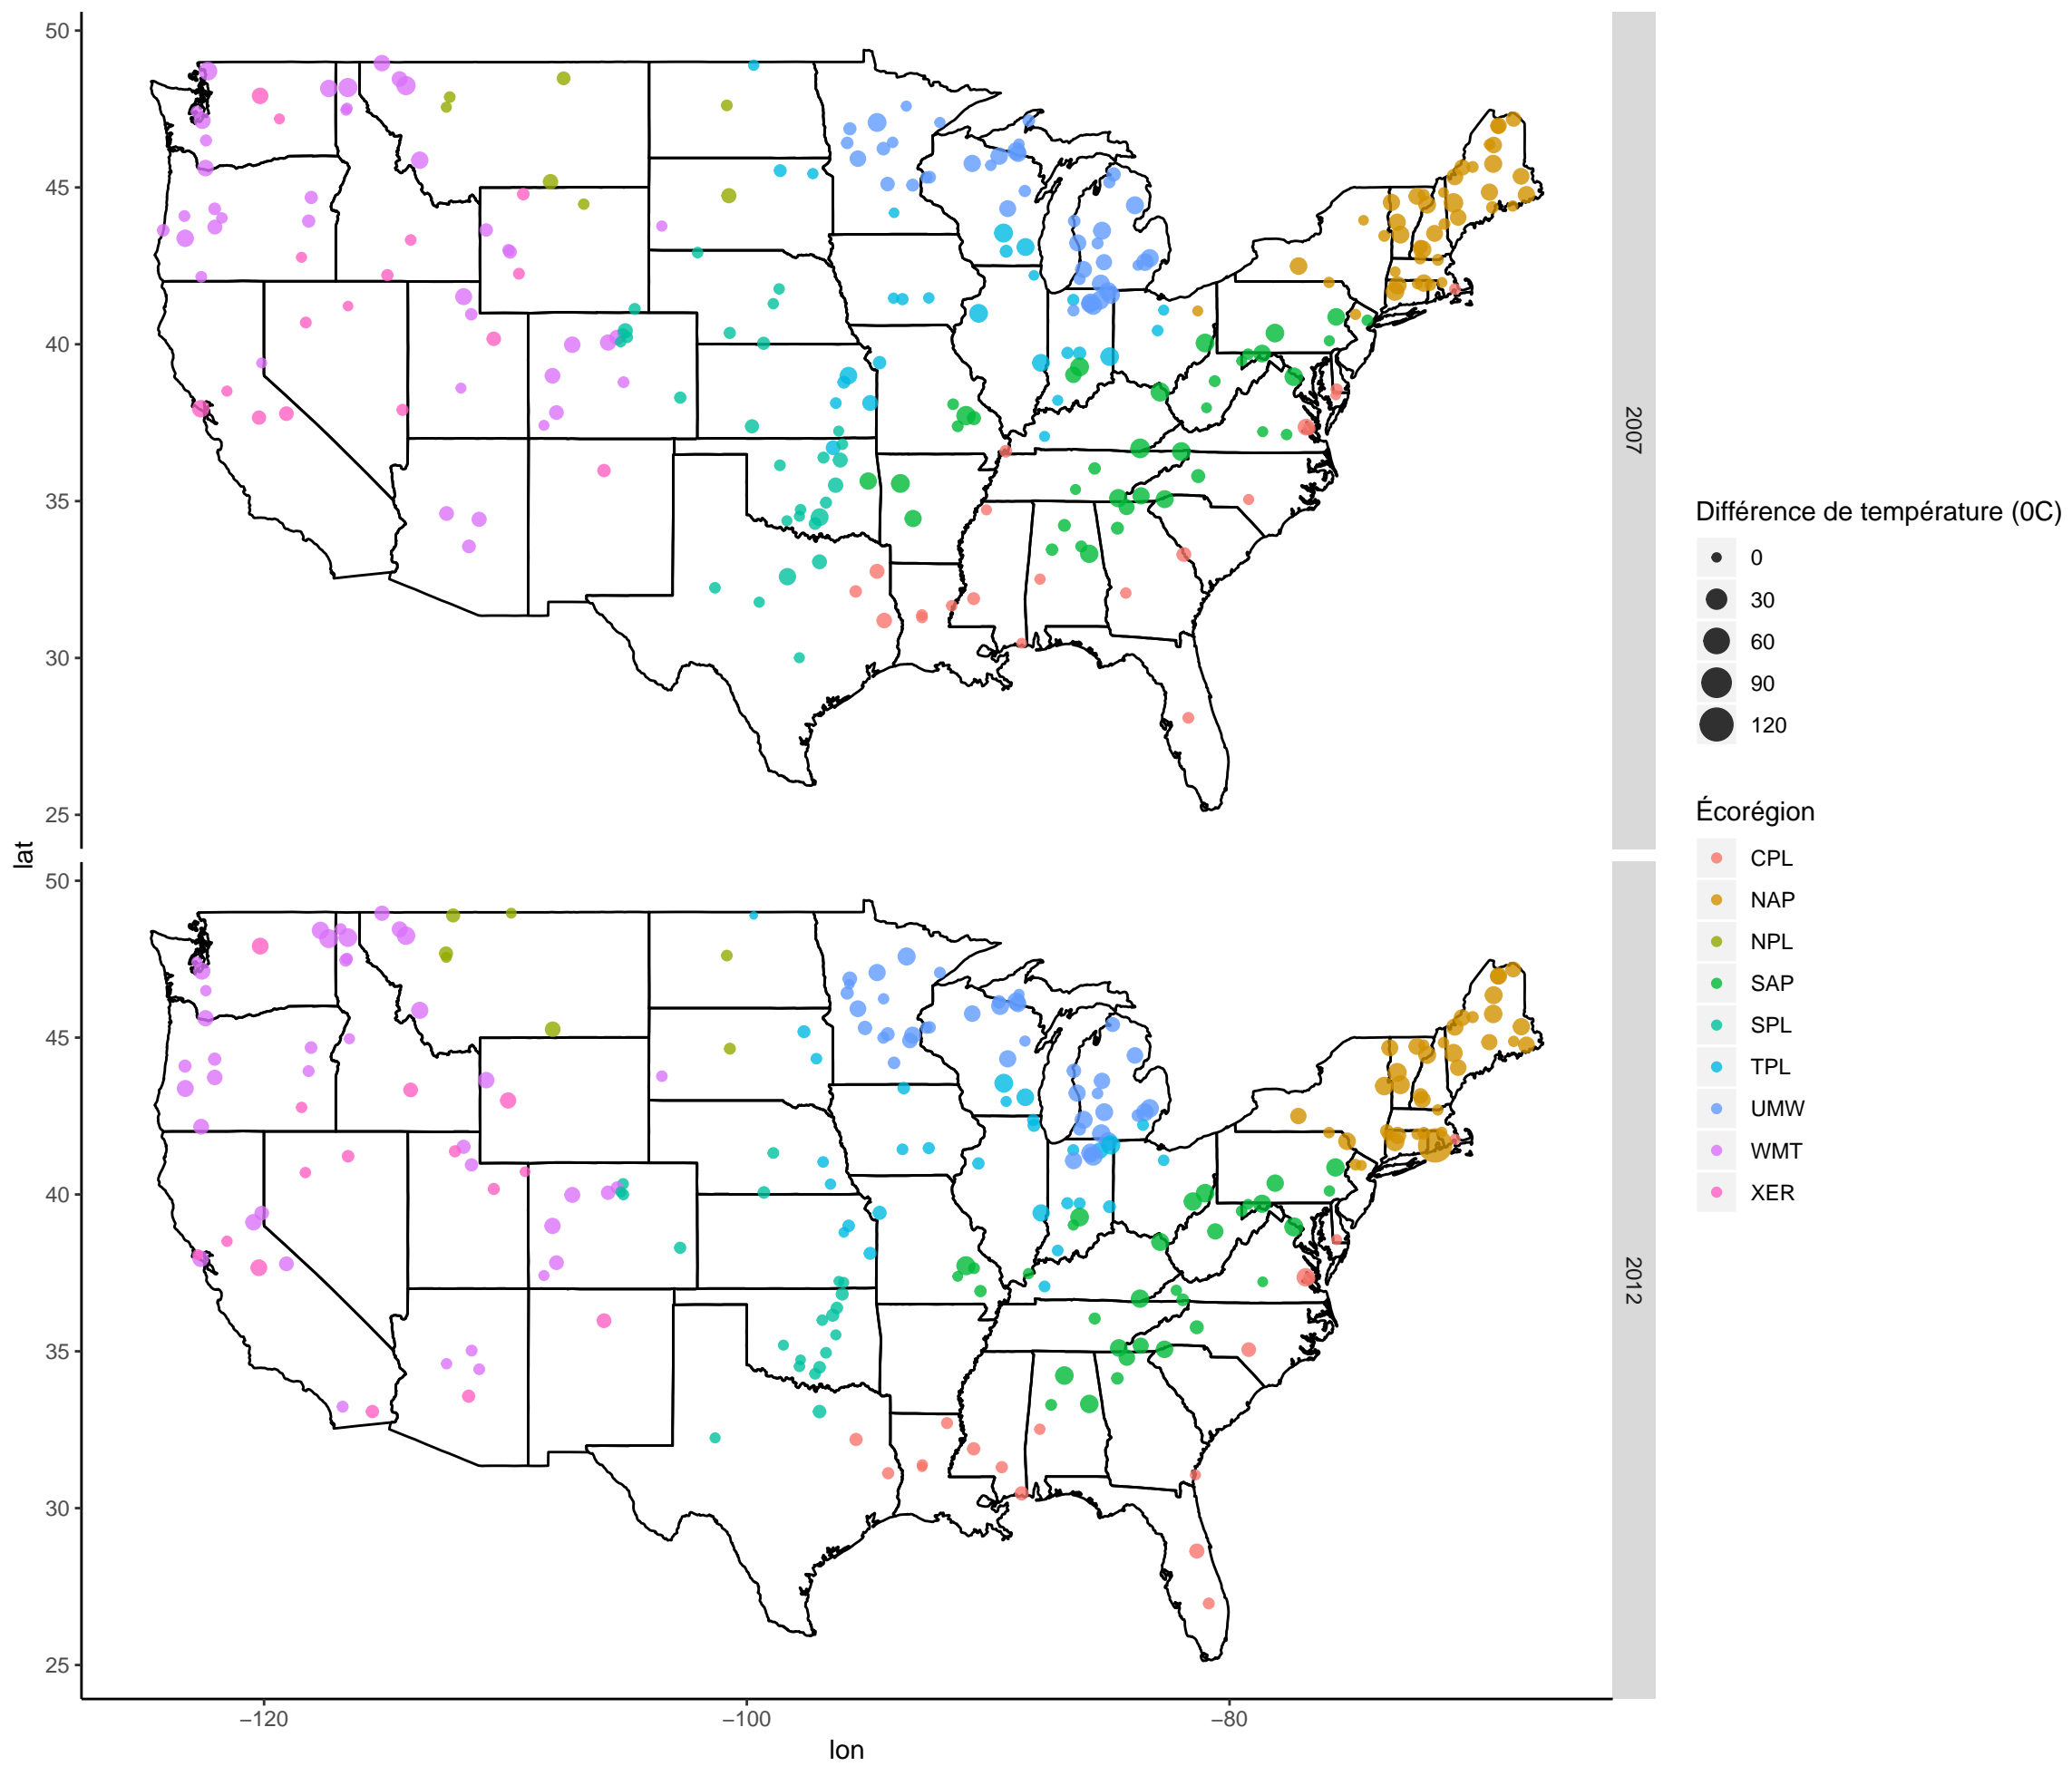 50
45
40
35
30
25
2007
50
45
40
35
30
25
2012
−120
−100
−80
lon
lat
Différence de température (0C)
0
30
60
90
120
Écorégion
CPL
NAP
NPL
SAP
SPL
TPL
UMW
WMT
XER